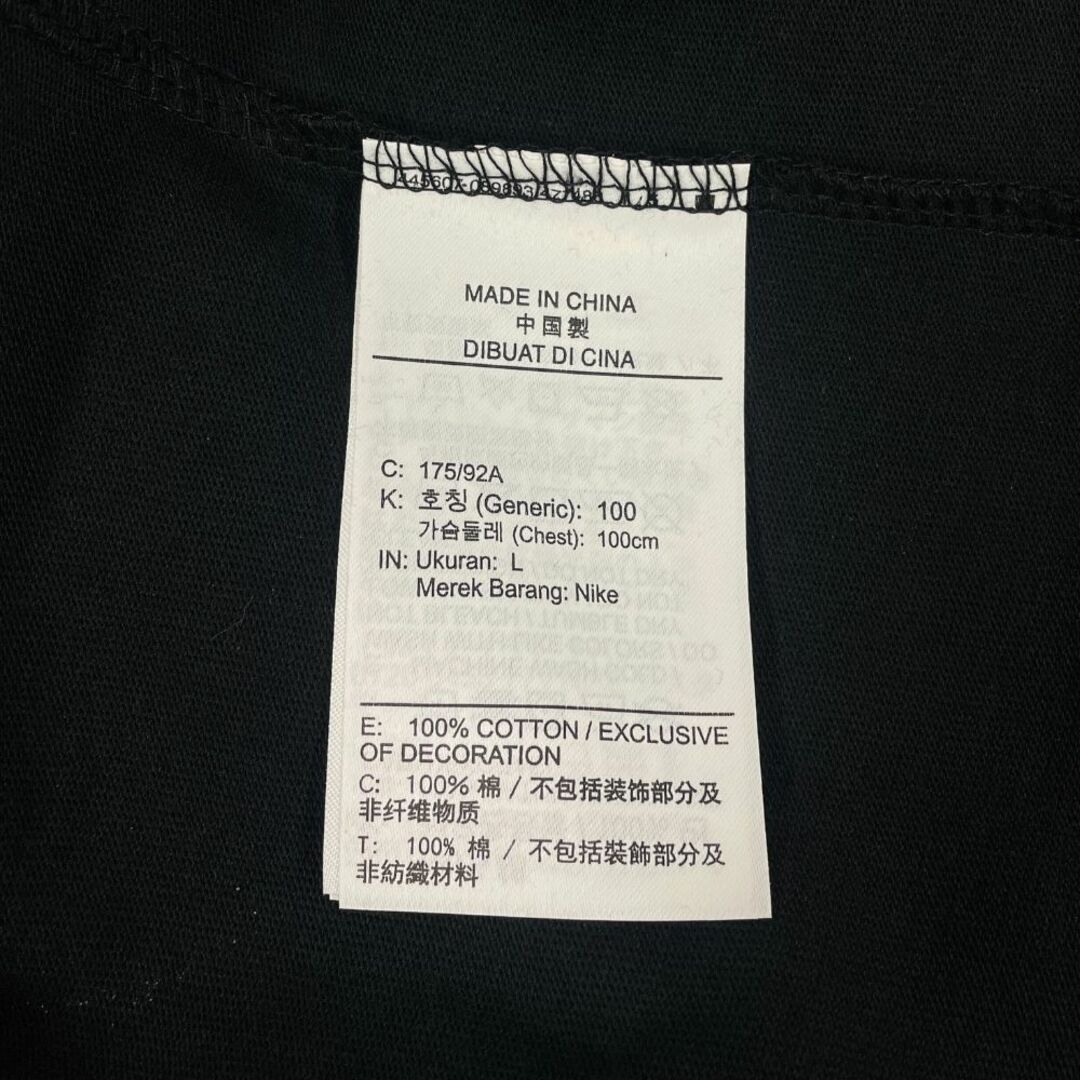 MADE IN CHINA
中国製
DIBUAT DI CINA
C: 175/92A
K: 호칭 (Generic): 100
가슴둘레 (Chest): 100cm
IN: Ukuran: L
Merek Barang: Nike
E: 100% COTTON / EXCLUSIVE
OF DECORATION
C: 100% 棉 / 不包括装饰部分及
非纤维物质
T: 100% 棉 / 不包括裝飾部分及
非紡織材料